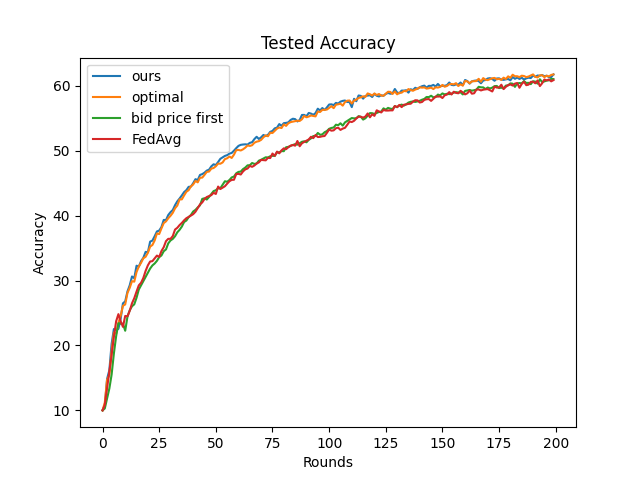 Tested Accuracy
ours
optimal
bid price first
FedAvg
Accuracy
60
50
40
30
20
10
0 25 50 75 100 125 150 175 200
Rounds